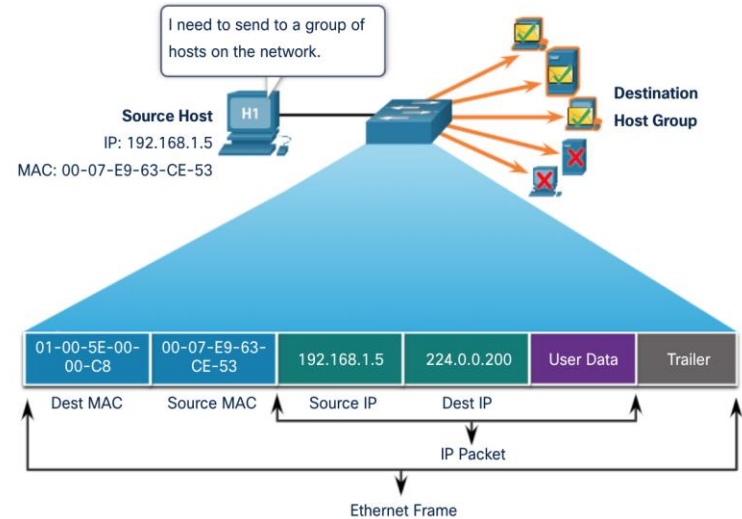 I need to send to a group of
hosts on the network.
H1
Source Host
IP: 192.168.1.5
MAC: 00-07-E9-63-CE-53
Destination
Host Group
01-00-5E-00-
00-C8
00-07-E9-63-
CE-53
192.168.1.5
224.0.0.200
User Data
Trailer
Dest MAC
Source MAC
Source IP
Dest IP
IP Packet
Ethernet Frame